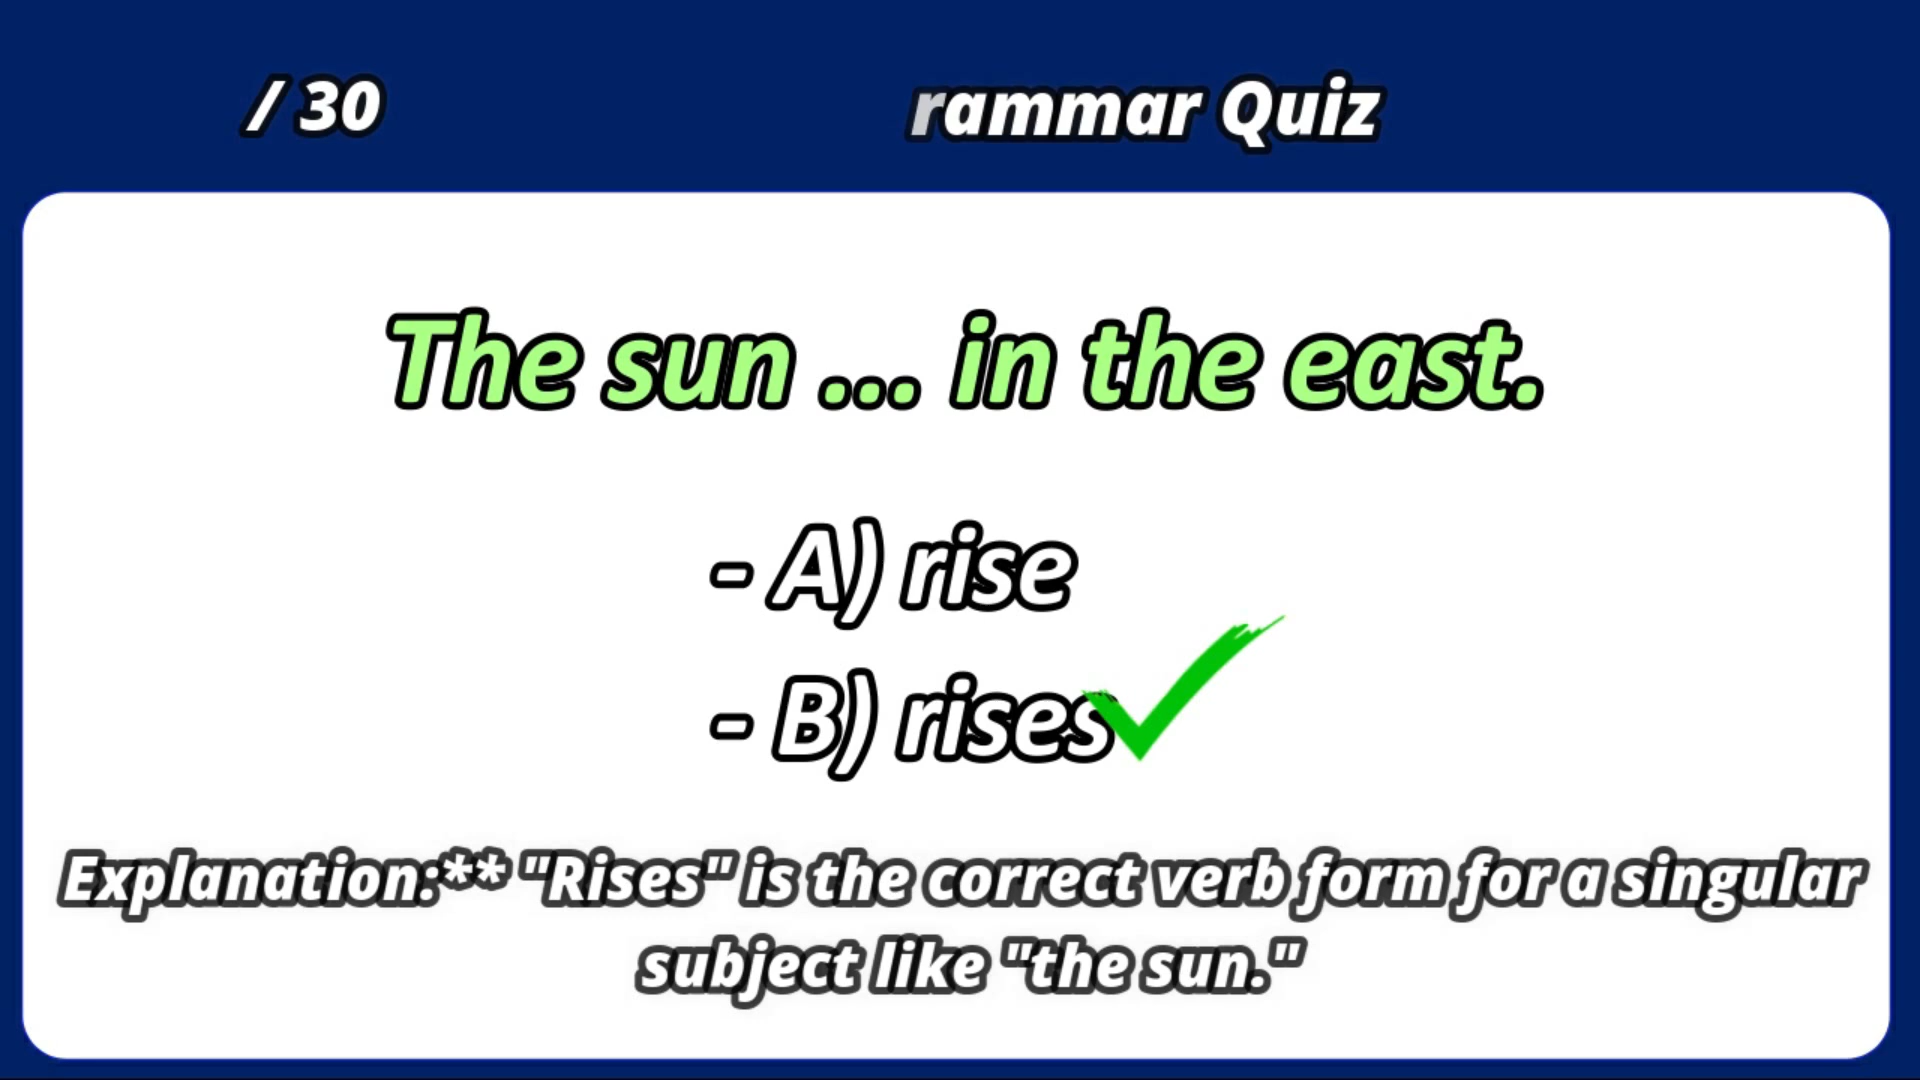 / 30
rammar Quiz
The sun ... in the east.
- A) rise
- B) rises
Explanation:** "Rises" is the correct verb form for a singular
subject like "the sun."